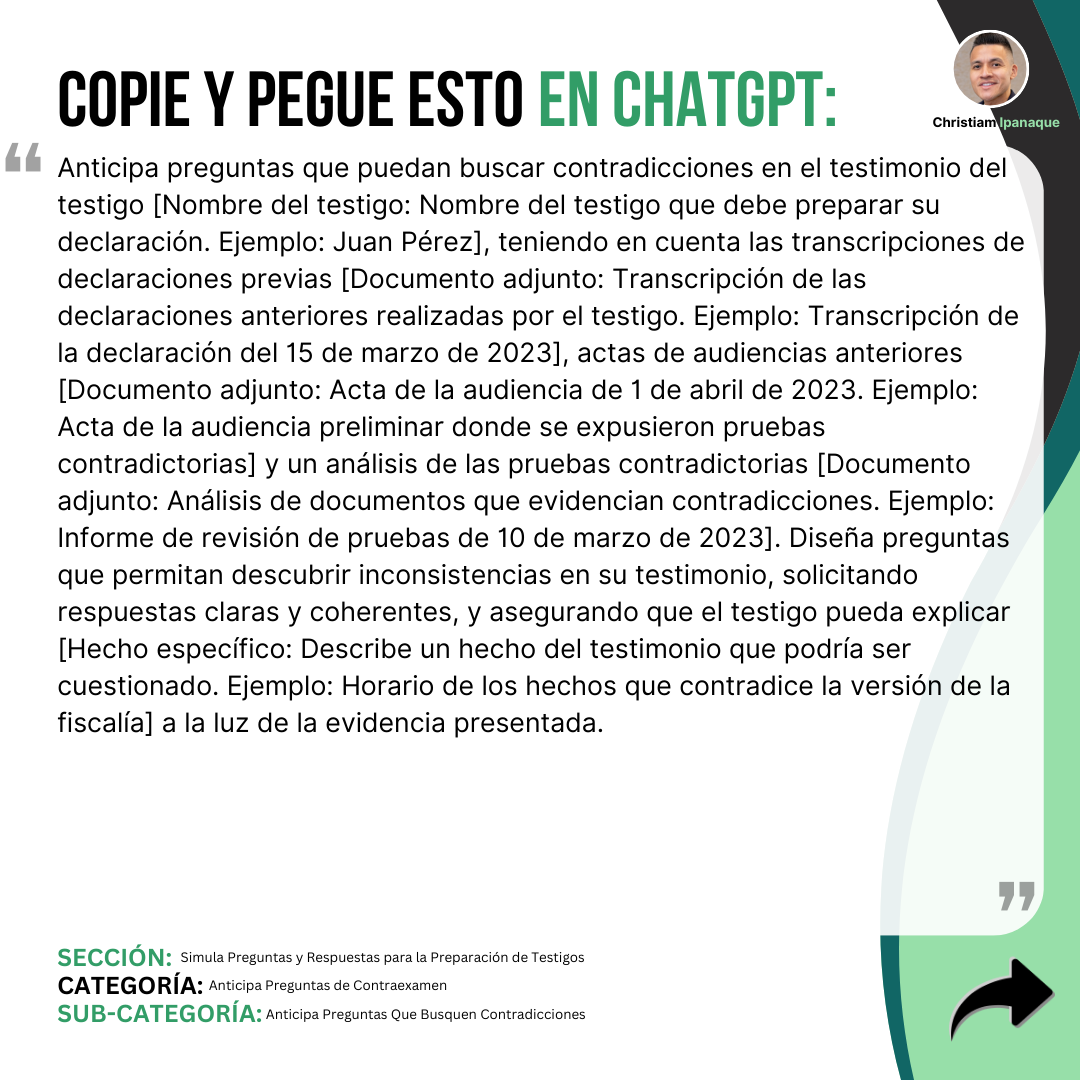 COPIE Y PEGUE ESTO EN CHATGPT:
Christiam Ipanaque
“
Anticipa preguntas que puedan buscar contradicciones en el testimonio del
testigo [Nombre del testigo: Nombre del testigo que debe preparar su
declaración. Ejemplo: Juan Pérez], teniendo en cuenta las transcripciones de
declaraciones previas [Documento adjunto: Transcripción de las
declaraciones anteriores realizadas por el testigo. Ejemplo: Transcripción de
la declaración del 15 de marzo de 2023], actas de audiencias anteriores
[Documento adjunto: Acta de la audiencia de 1 de abril de 2023. Ejemplo:
Acta de la audiencia preliminar donde se expusieron pruebas
contradictorias] y un análisis de las pruebas contradictorias [Documento
adjunto: Análisis de documentos que evidencian contradicciones. Ejemplo:
Informe de revisión de pruebas de 10 de marzo de 2023]. Diseña preguntas
que permitan descubrir inconsistencias en su testimonio, solicitando
respuestas claras y coherentes, y asegurando que el testigo pueda explicar
[Hecho específico: Describe un hecho del testimonio que podría ser
cuestionado. Ejemplo: Horario de los hechos que contradice la versión de la
fiscalía] a la luz de la evidencia presentada.
”
SECCIÓN: Simula Preguntas y Respuestas para la Preparación de Testigos
CATEGORÍA: Anticipa Preguntas de Contraexamen
SUB-CATEGORÍA: Anticipa Preguntas Que Busquen Contradicciones